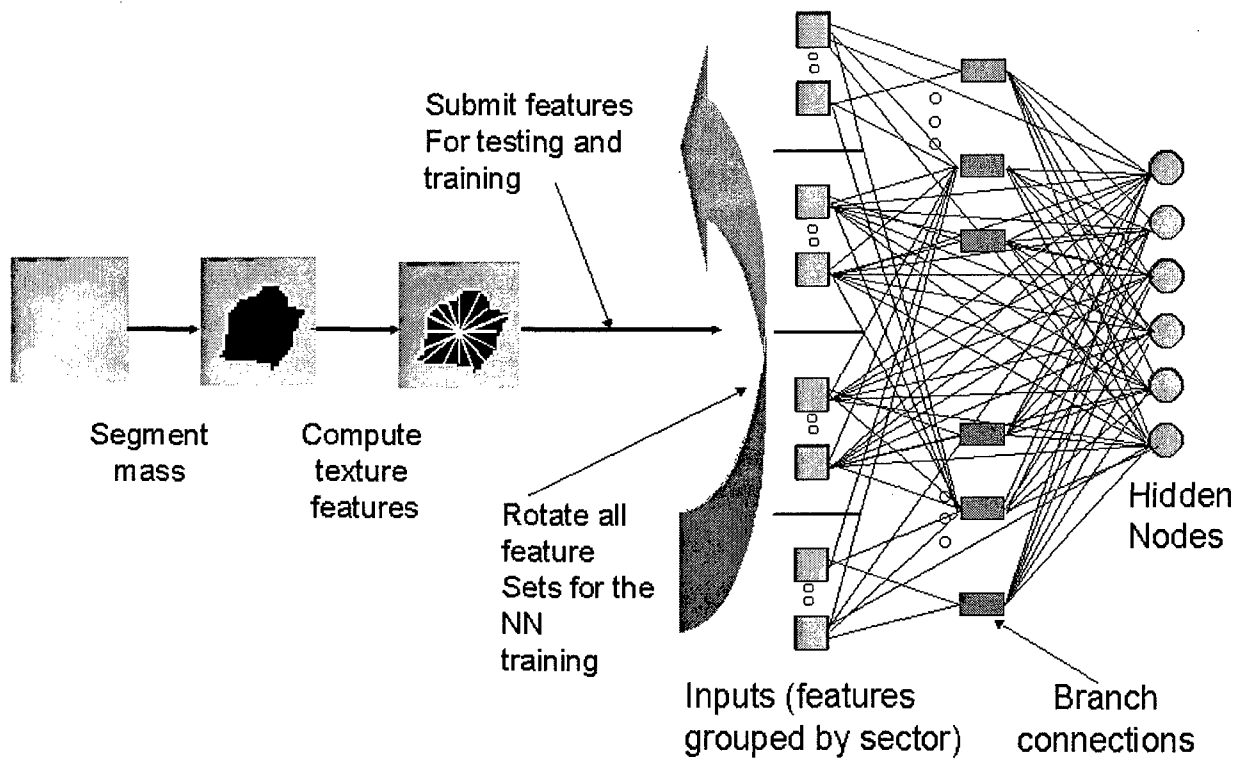 Submit features
For testing and
training
Segment
mass
Compute
texture
features
Rotate all
feature
Sets for the
NN
training
Hidden
Nodes
Inputs (features
grouped by sector)
Branch
connections